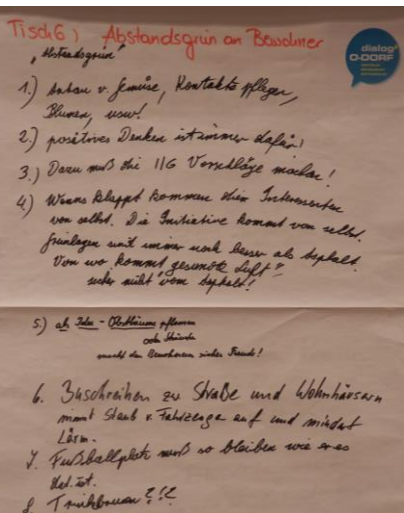 Tisch 6) Abstandsgrün an Bewohner
"Abstandsgrün"
dialog
O-DORF
1.) Anbau v. Gemüse, Kontakte pflegen,
Blumen, usw!
2.) positives Denken ist immer dafür!
3.) Dazu muß die IIG Vorschläge machen!
4.) Wenns klappt kommen die Interessenten
von selbst. Die Initiative kommt von selbst.
Grünlagen sind immer noch besser als Asphalt.
Von wo kommt gesunde Luft?
sicher nicht vom Asphalt!
5.) als Idee - Obstbäume pflanzen
oder Sträucher
macht den Bewohnern sicher Freude!
6. Buschreihen zu Straße und Wohnhäusern
nimmt Staub v. Fahrzeuge auf und mindert
Lärm.
7. Fußballplatz muß so bleiben wie er es
ist.
8. Trinkbrunnen?!?